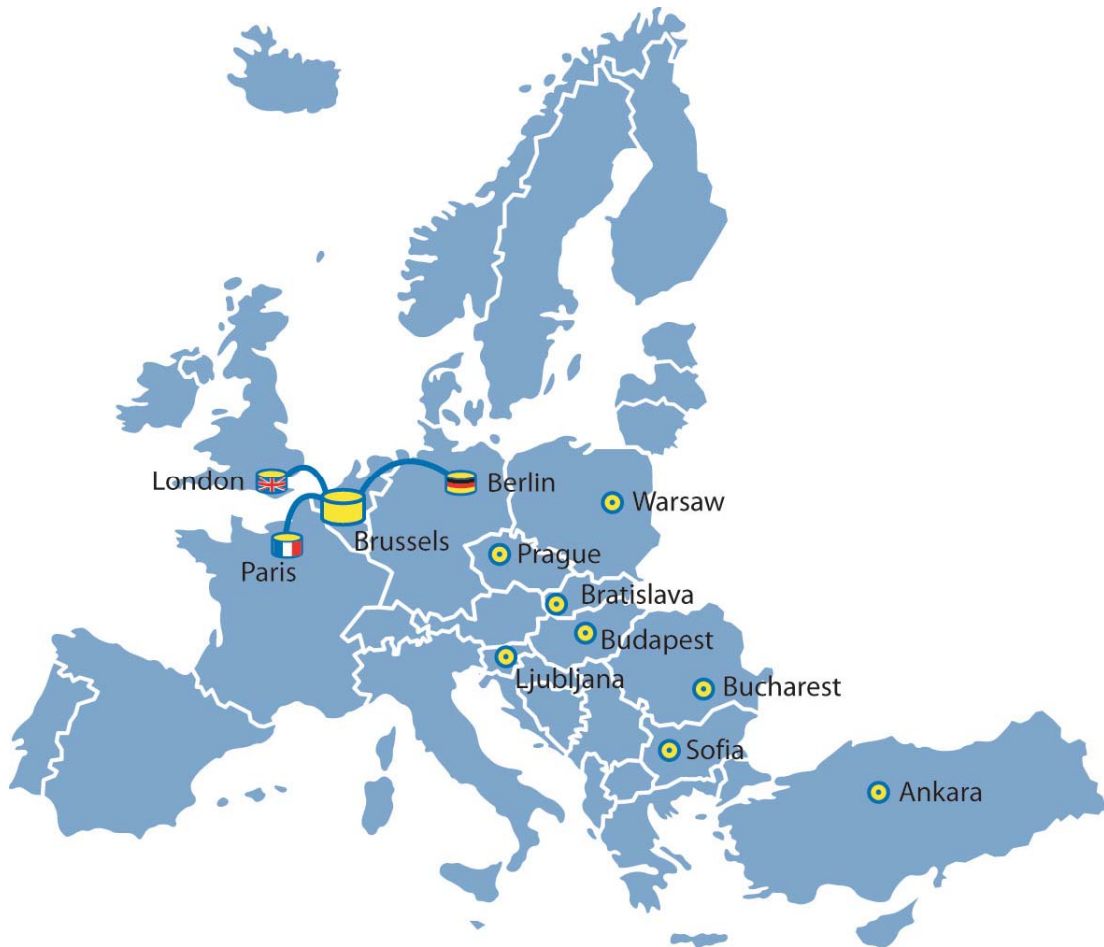 London
Berlin
Warsaw
Brussels
Prague
Paris
Bratislava
Budapest
Ljubljana
Bucharest
Sofia
Ankara